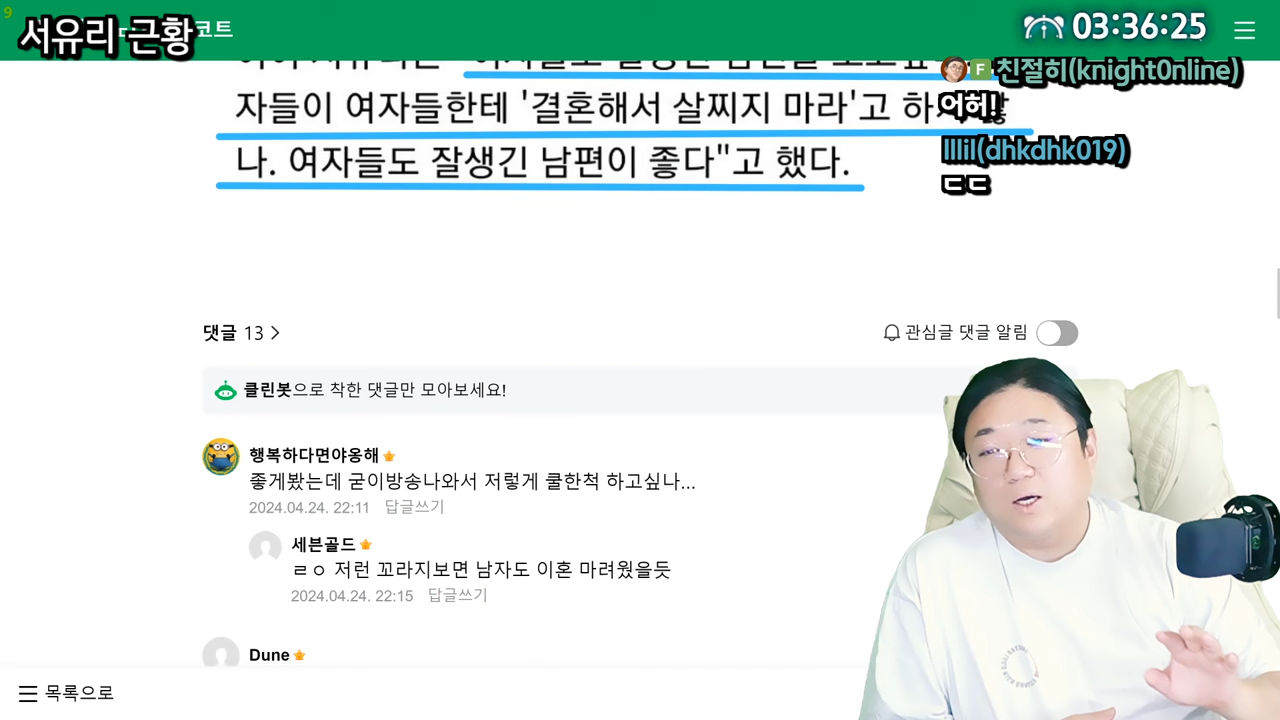 9
서유리 근황
코트
03:36:25
자들이 여자들한테 '결혼해서 살찌지 마라'고 하
나. 여자들도 잘생긴 남편이 좋다"고 했다.
친절히(knight0nline)
어허!
lllil(dhkdhk019)
ㄷㄷ
댓글 13
관심글 댓글 알림
클린봇으로 착한 댓글만 모아보세요!
행복하다면야옹해
좋게봤는데 굳이방송나와서 저렇게 쿨한척 하고싶나...
2024.04.24. 22:11 답글쓰기
세븐골드
ㄹㅇ 저런 꼬라지보면 남자도 이혼 마려웠을듯
2024.04.24. 22:15 답글쓰기
Dune
목록으로